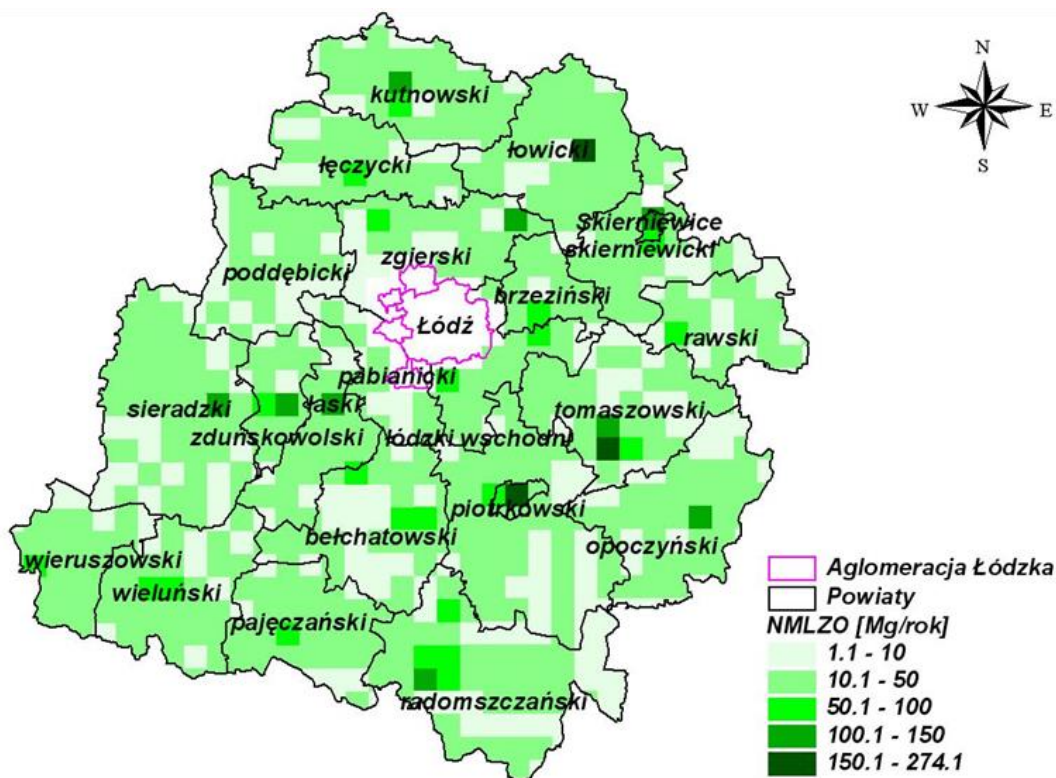 N
W E
S
kutnowski
łowicki
łęczycki
Skierniewice
skierniewicki
zgierski
poddębicki
brzeziński
Łódź
rawski
pabianicki
sieradzki
łaski
tomaszowski
zduńskowolski
łódzki wschodni
piotrkowski
bełchatowski
opoczyński
wieruszowski
wieluński
pajęczański
radomszczański
Aglomeracja Łódzka
Powiaty
NMLZO [Mg/rok]
1.1 - 10
10.1 - 50
50.1 - 100
100.1 - 150
150.1 - 274.1